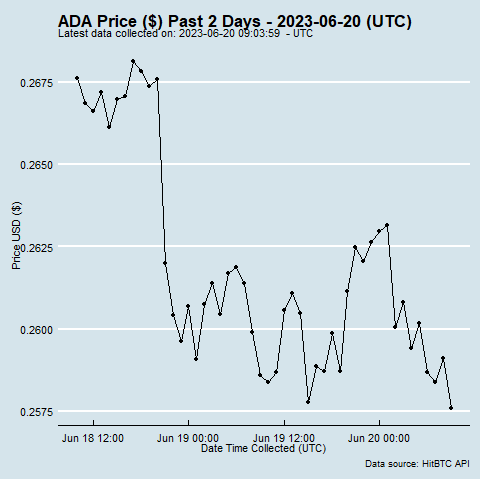 ADA Price ($) Past 2 Days - 2023-06-20 (UTC)
Latest data collected on: 2023-06-20 09:03:59 - UTC
0.2675
0.2650
0.2625
0.2600
0.2575
Price USD ($)
Jun 18 12:00 Jun 19 00:00 Jun 19 12:00 Jun 20 00:00
Date Time Collected (UTC)
Data source: HitBTC API